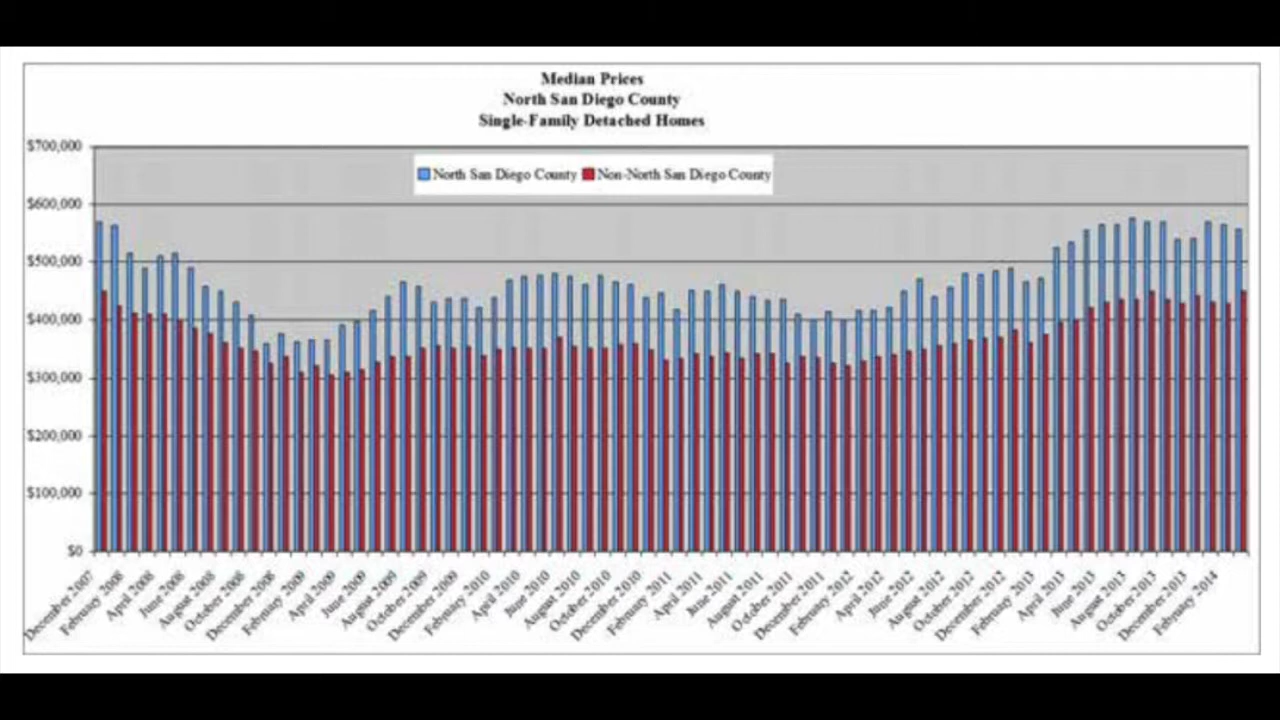 Median Prices
North San Diego County
Single-Family Detached Homes
North San Diego County Non-North San Diego County
$700,000
$600,000
$500,000
$400,000
$300,000
$200,000
$100,000
$0
December 2007
February 2008
April 2008
June 2008
August 2008
October 2008
December 2008
February 2009
April 2009
June 2009
August 2009
October 2009
December 2009
February 2010
April 2010
June 2010
August 2010
October 2010
December 2010
February 2011
April 2011
June 2011
August 2011
October 2011
December 2011
February 2012
April 2012
June 2012
August 2012
October 2012
December 2012
February 2013
April 2013
June 2013
August 2013
October 2013
December 2013
February 2014